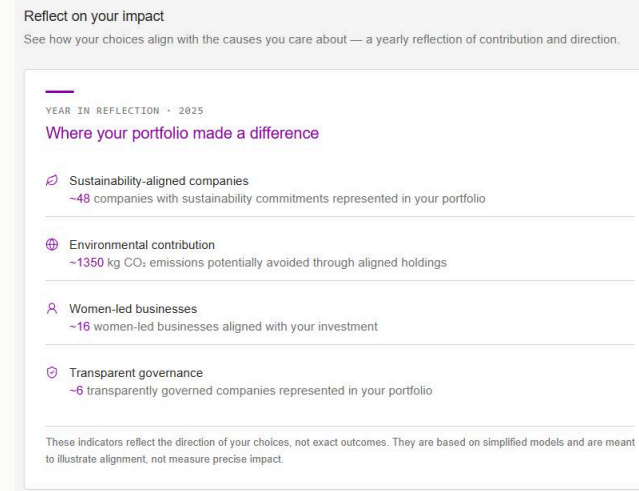 Reflect on your impact
See how your choices align with the causes you care about — a yearly reflection of contribution and direction.
YEAR IN REFLECTION · 2025
Where your portfolio made a difference
Sustainability-aligned companies
~48 companies with sustainability commitments represented in your portfolio
Environmental contribution
~1350 kg CO₂ emissions potentially avoided through aligned holdings
Women-led businesses
~16 women-led businesses aligned with your investment
Transparent governance
~6 transparently governed companies represented in your portfolio
These indicators reflect the direction of your choices, not exact outcomes. They are based on simplified models and are meant
to illustrate alignment, not measure precise impact.